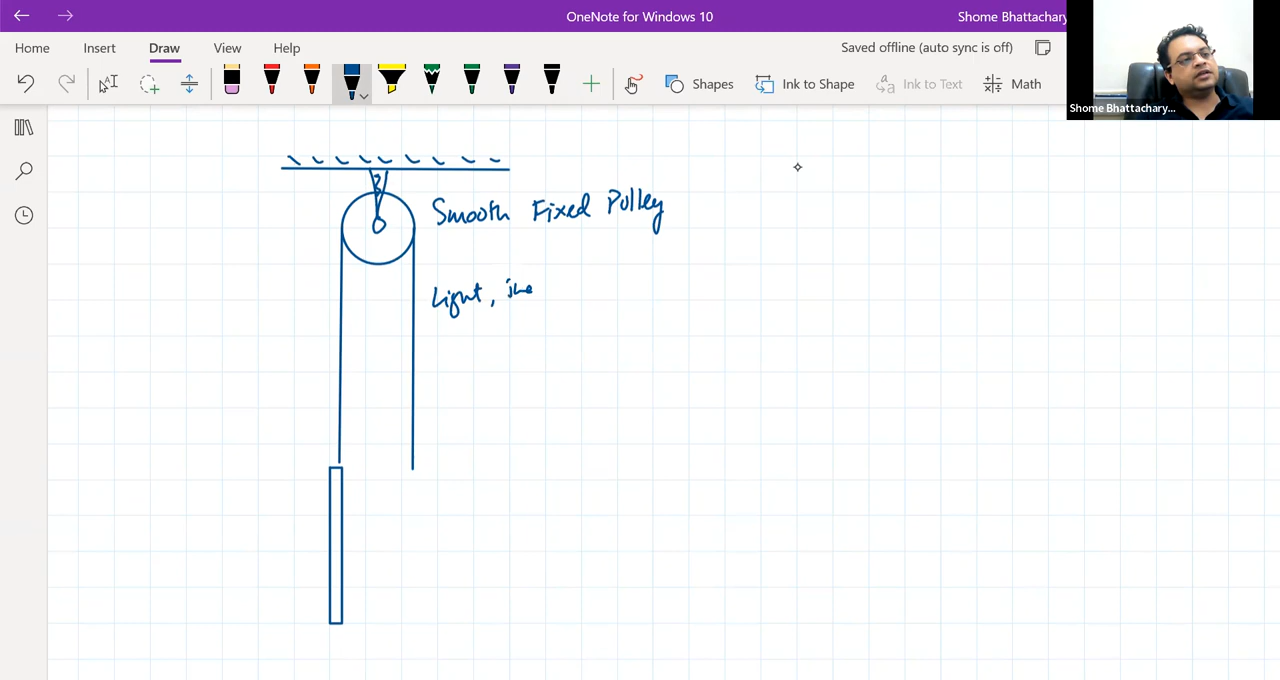 OneNote for Windows 10
Shome Bhattachary
Home Insert Draw View Help
Saved offline (auto sync is off)
Shapes Ink to Shape Ink to Text Math
Shome Bhattachary...
Smooth Fixed Pulley
Light, ine